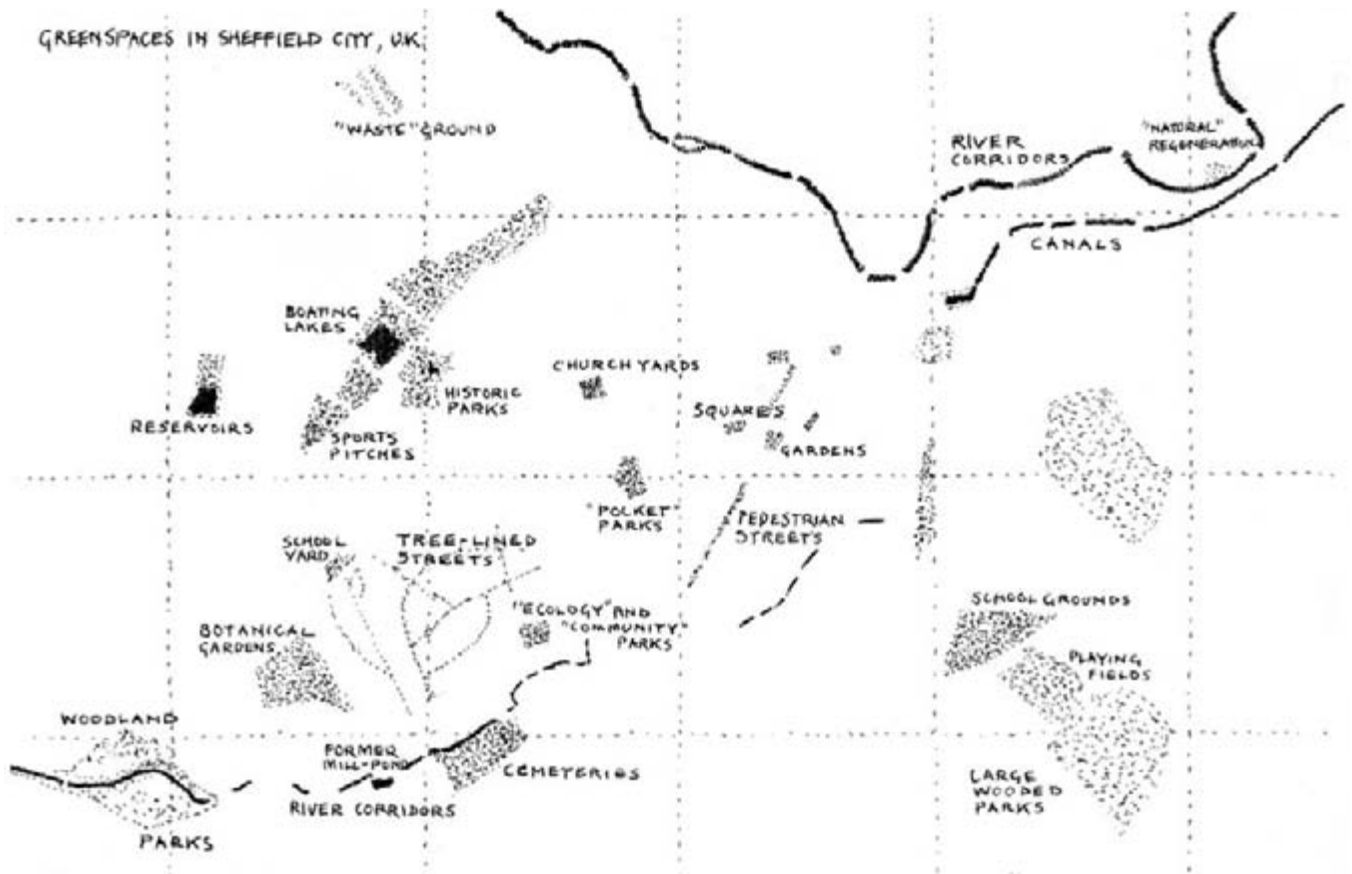 GREENSPACES IN SHEFFIELD CITY, U.K.
"WASTE" GROUND
RIVER
CORRIDORS
"NATURAL"
REGENERATION
CANALS
BOATING
LAKES
RESERVOIRS
HISTORIC
PARKS
SPORTS
PITCHES
CHURCH YARDS
SQUARES
GARDENS
"POCKET"
PARKS
PEDESTRIAN
STREETS
SCHOOL
YARD
TREE-LINED
STREETS
"ECOLOGY" AND
"COMMUNITY"
PARKS
BOTANICAL
GARDENS
SCHOOL GROUNDS
PLAYING
FIELDS
WOODLAND
PARKS
FORMER
MILL-POND
RIVER CORRIDORS
CEMETERIES
LARGE
WOODED
PARKS